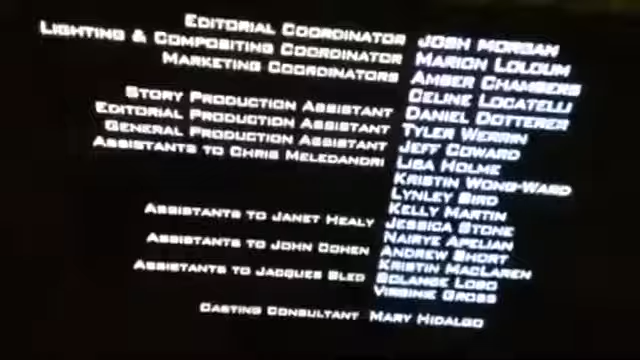 EDITORIAL COORDINATOR JOSH MORGAN
LIGHTING & COMPOSITING COORDINATOR MARION LOLOUM
MARKETING COORDINATORS AMBER CHAMBERS
CELINE LOCATELLI
STORY PRODUCTION ASSISTANT DANIEL DOTTERER
EDITORIAL PRODUCTION ASSISTANT TYLER WERRIN
GENERAL PRODUCTION ASSISTANT JEFF COWARD
ASSISTANTS TO CHRIS MELEDANDRI LISA HOLME
KRISTIN WONG-WARD
LYNLEY BIRD
KELLY MARTIN
ASSISTANTS TO JANET HEALY JESSICA STONE
NAIRYE APELIAN
ASSISTANTS TO JOHN COHEN ANDREW SHORT
KRISTIN MACLAREN
ASSISTANTS TO JACQUES BLED SOLANGE LOBO
VIRGINIE GROSS
CASTING CONSULTANT MARY HIDALGO